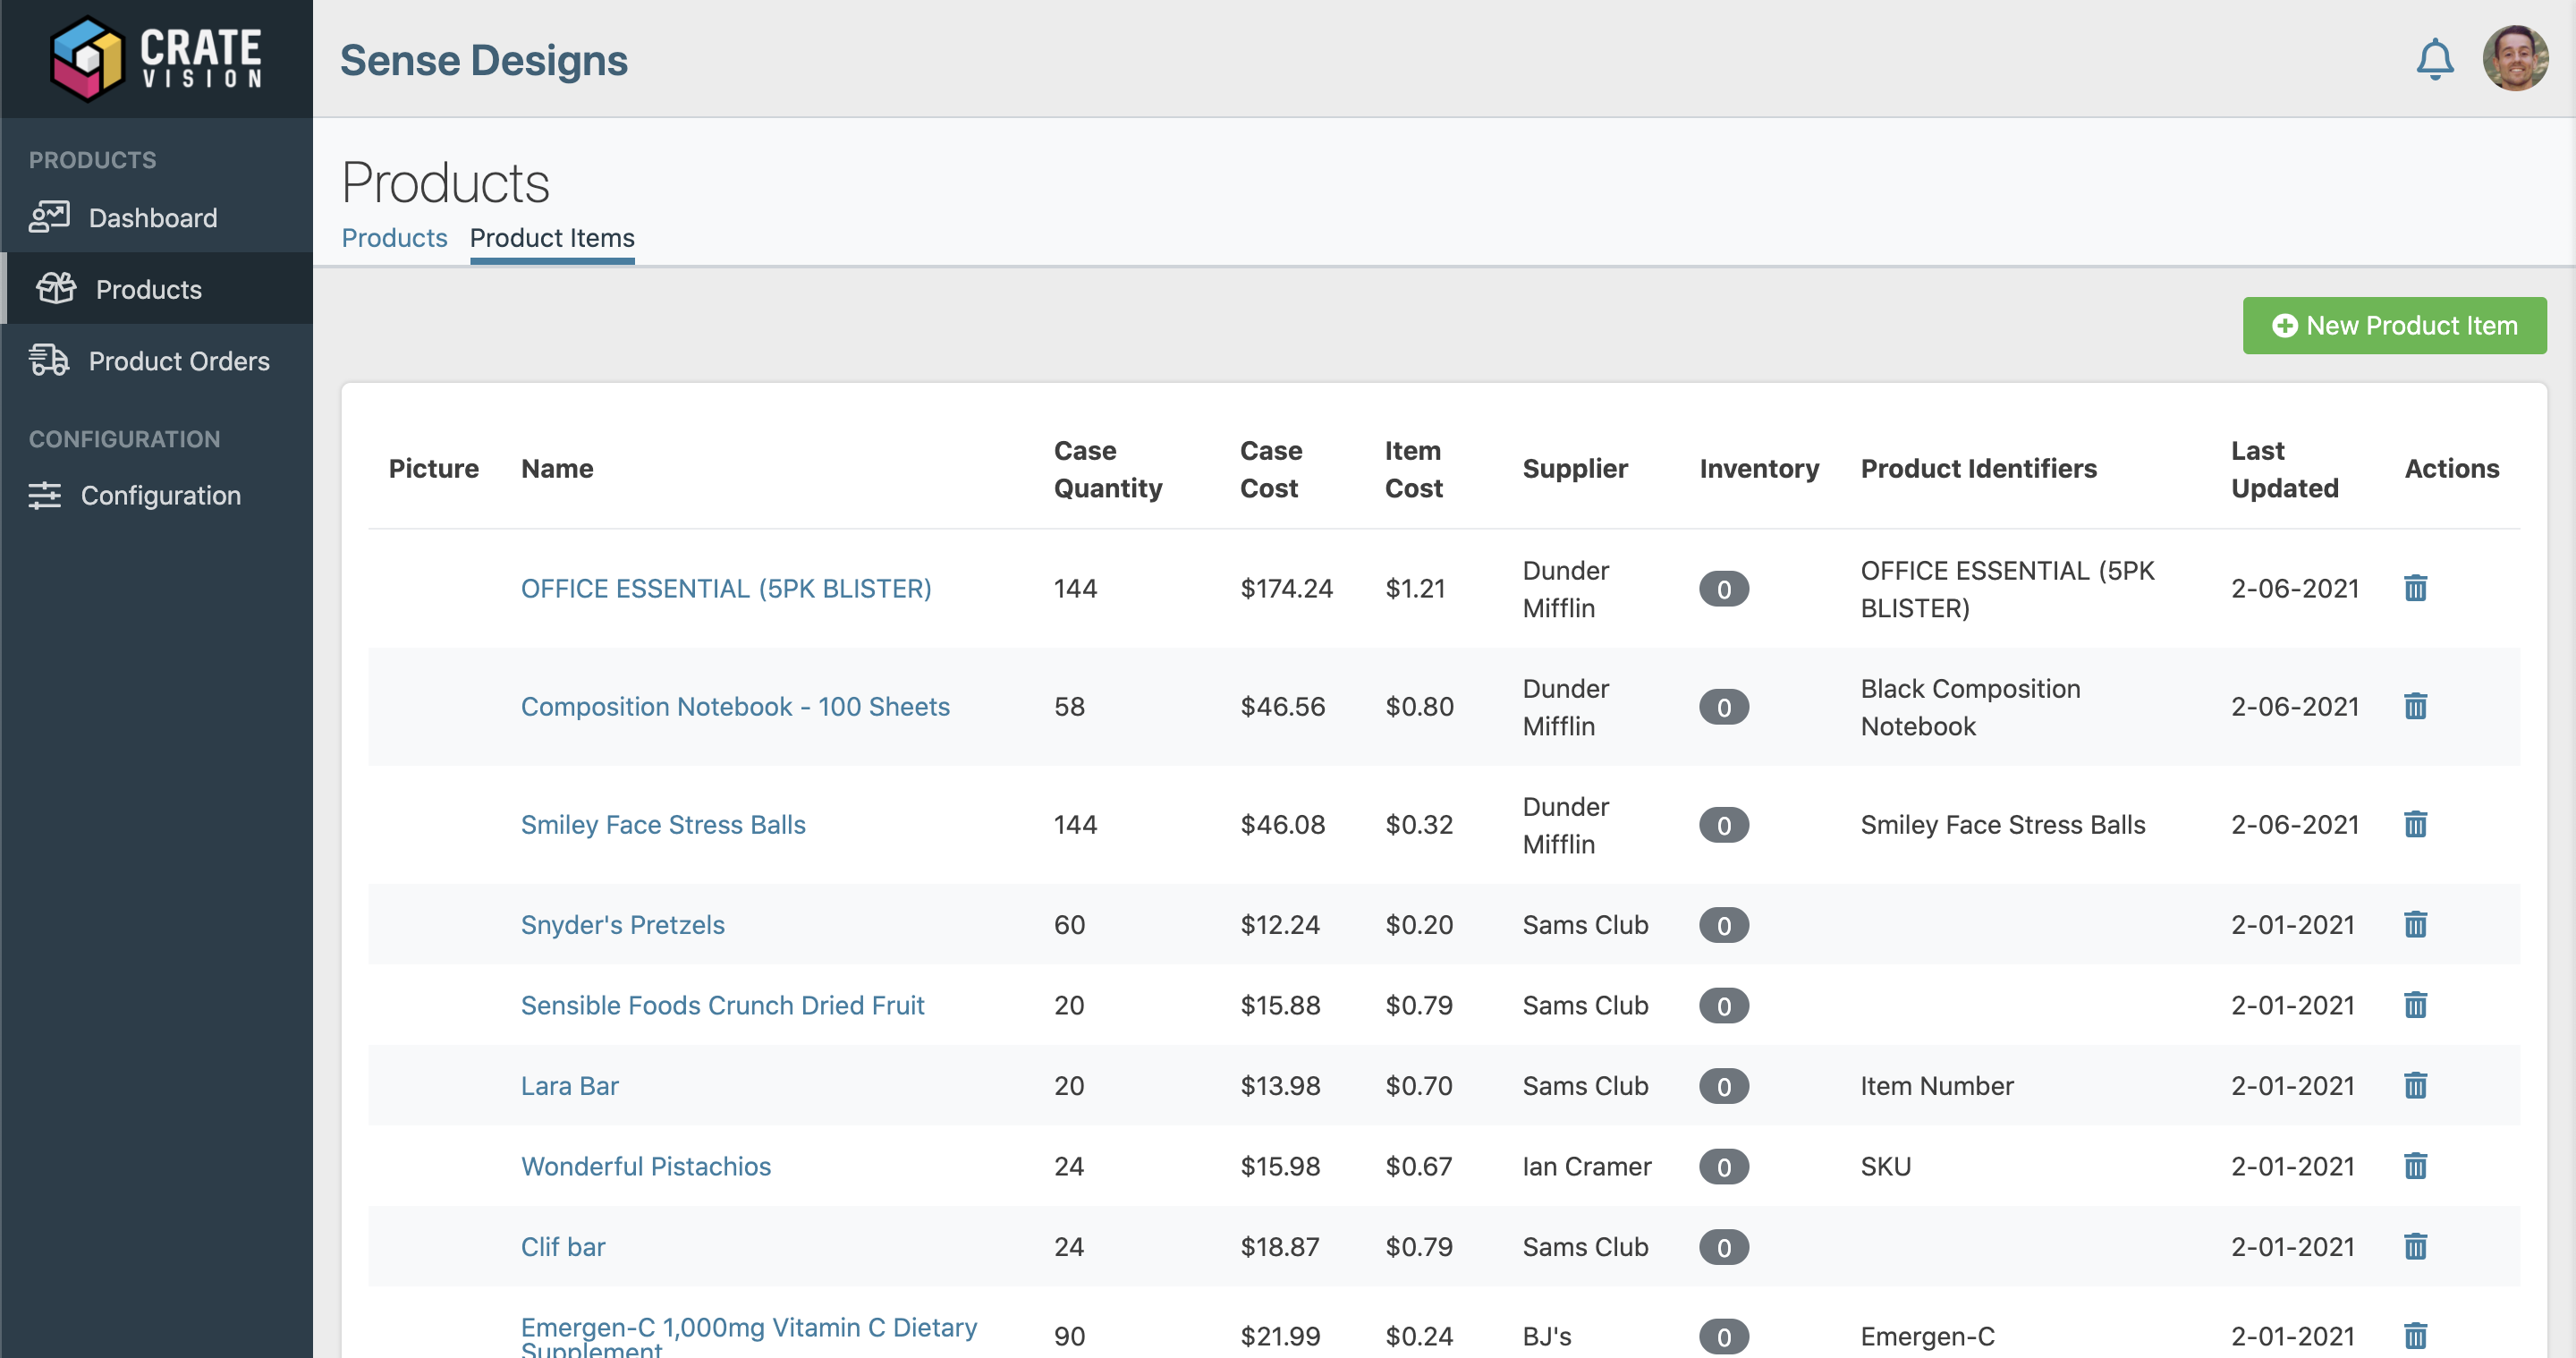 CRATE
VISION
Sense Designs
PRODUCTS
Dashboard
Products
Product Orders
CONFIGURATION
Configuration
Products
Products Product Items
New Product Item
Picture Name Case Quantity Case Cost Item Cost Supplier Inventory Product Identifiers Last Updated Actions
OFFICE ESSENTIAL (5PK BLISTER) 144 $174.24 $1.21 Dunder Mifflin 0 OFFICE ESSENTIAL (5PK BLISTER) 2-06-2021
Composition Notebook - 100 Sheets 58 $46.56 $0.80 Dunder Mifflin 0 Black Composition Notebook 2-06-2021
Smiley Face Stress Balls 144 $46.08 $0.32 Dunder Mifflin 0 Smiley Face Stress Balls 2-06-2021
Snyder's Pretzels 60 $12.24 $0.20 Sams Club 0 2-01-2021
Sensible Foods Crunch Dried Fruit 20 $15.88 $0.79 Sams Club 0 2-01-2021
Lara Bar 20 $13.98 $0.70 Sams Club 0 Item Number 2-01-2021
Wonderful Pistachios 24 $15.98 $0.67 Ian Cramer 0 SKU 2-01-2021
Clif bar 24 $18.87 $0.79 Sams Club 0 2-01-2021
Emergen-C 1,000mg Vitamin C Dietary Supplement 90 $21.99 $0.24 BJ's 0 Emergen-C 2-01-2021